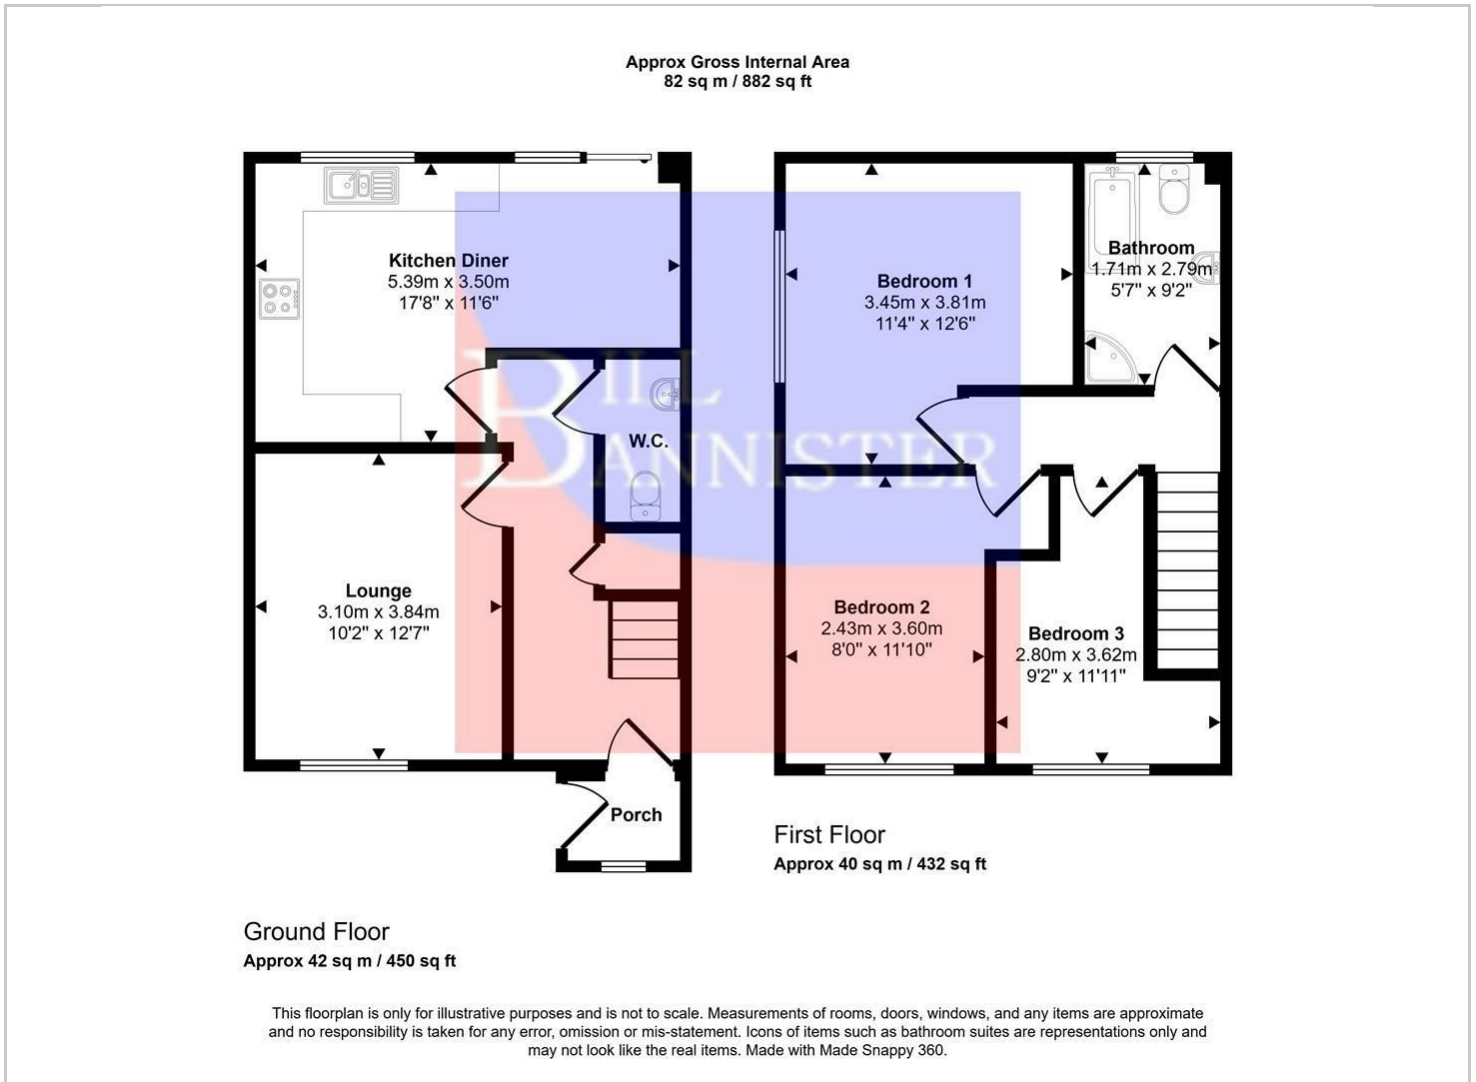 Approx Gross Internal Area
82 sq m / 882 sq ft
Kitchen Diner
5.39m x 3.50m
17'8" x 11'6"
W.C.
Lounge
3.10m x 3.84m
10'2" x 12'7"
Porch
Bedroom 1
3.45m x 3.81m
11'4" x 12'6"
Bathroom
1.71m x 2.79m
5'7" x 9'2"
Bedroom 2
2.43m x 3.60m
8'0" x 11'10"
Bedroom 3
2.80m x 3.62m
9'2" x 11'11"
BILL
BANNISTER
First Floor
Approx 40 sq m / 432 sq ft
Ground Floor
Approx 42 sq m / 450 sq ft
This floorplan is only for illustrative purposes and is not to scale. Measurements of rooms, doors, windows, and any items are approximate
and no responsibility is taken for any error, omission or mis-statement. Icons of items such as bathroom suites are representations only and
may not look like the real items. Made with Made Snappy 360.